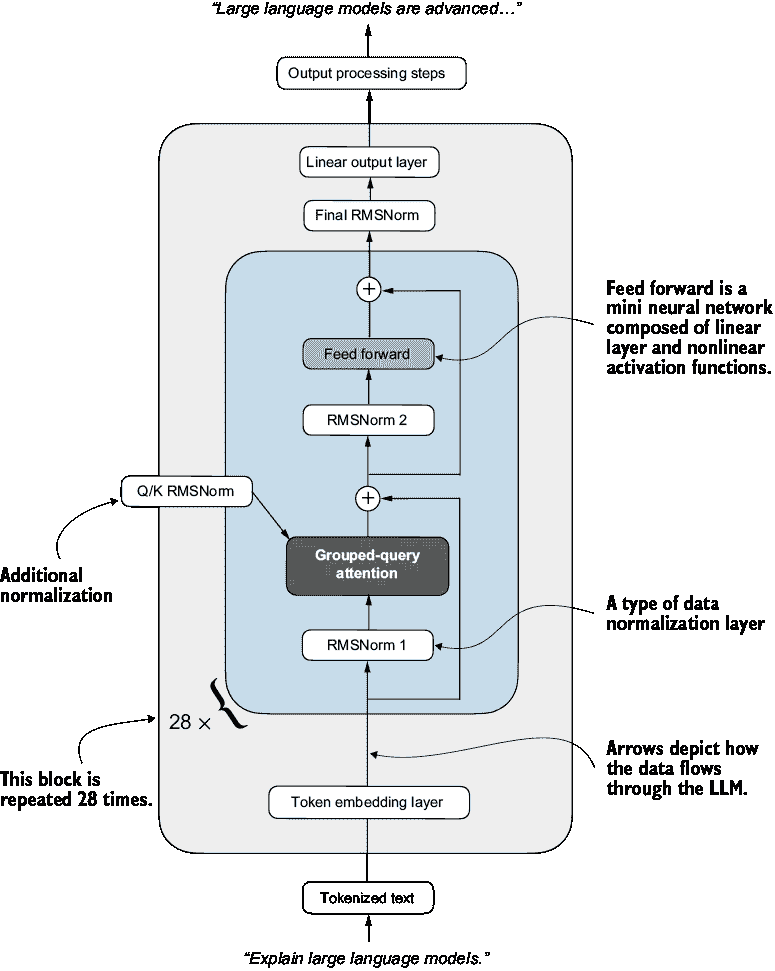 “Large language models are advanced…”
Output processing steps
Linear output layer
Final RMSNorm
+
Feed forward is a
mini neural network
composed of linear
layer and nonlinear
activation functions.
Feed forward
RMSNorm 2
Q/K RMSNorm
+
Grouped-query
attention
Additional
normalization
A type of data
normalization layer
RMSNorm 1
28 × {
This block is
repeated 28 times.
Arrows depict how
the data flows
through the LLM.
Token embedding layer
Tokenized text
“Explain large language models.”